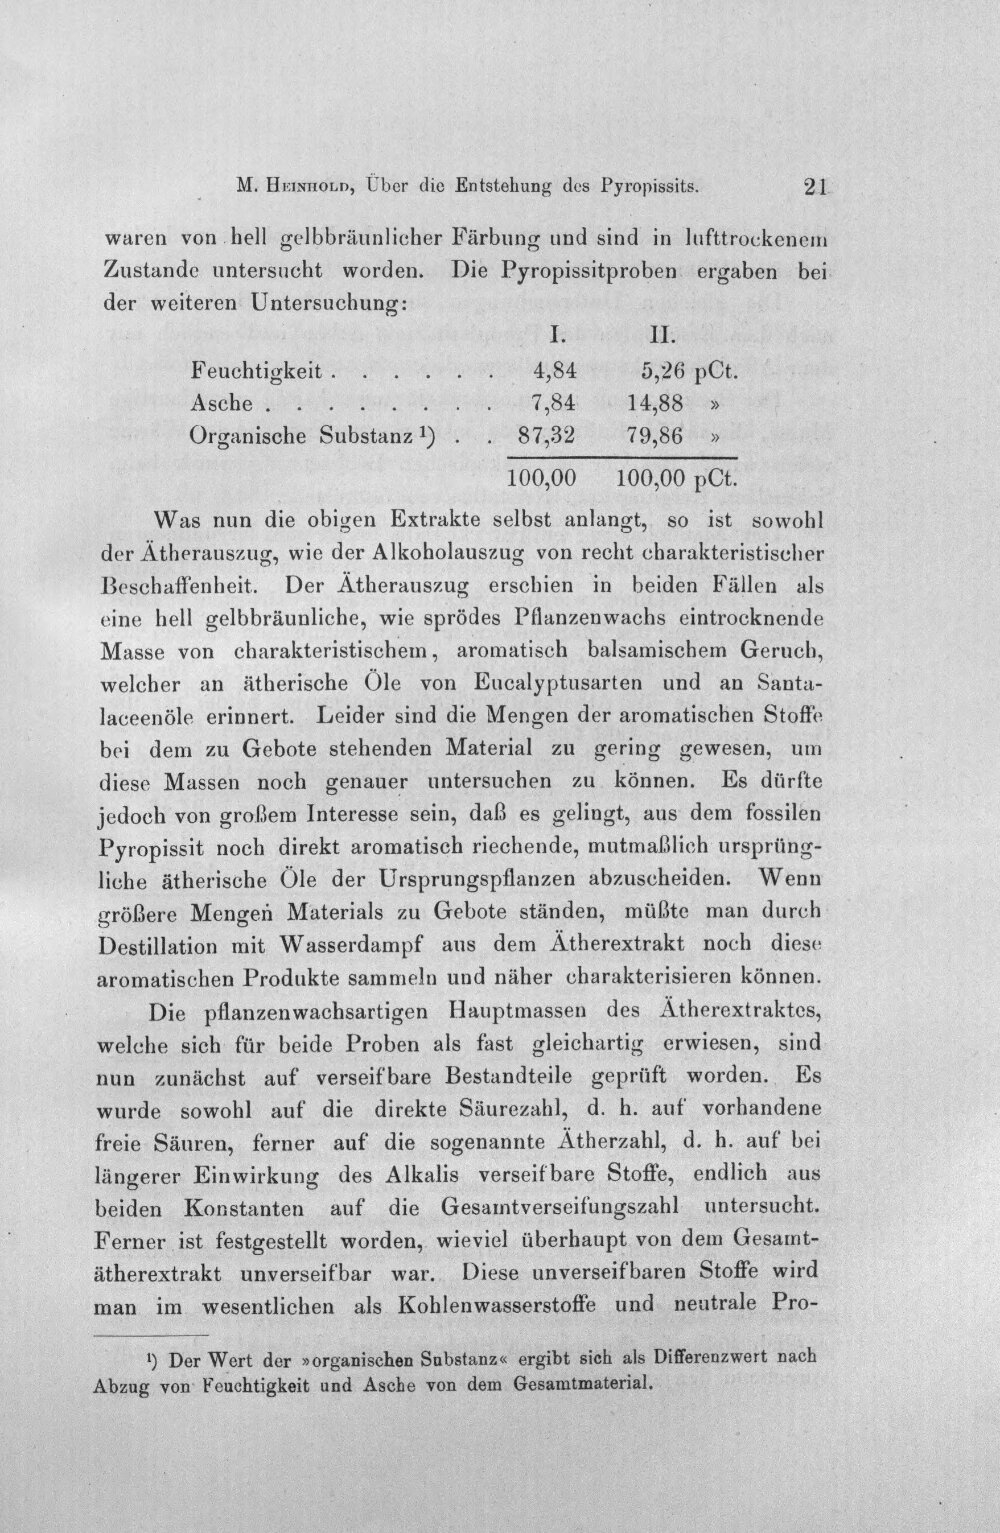 M. Heinhold, Über die Entstehung des Pyropissits. 21
waren von hell gelbbräunlicher Färbung und sind in lufttrockenem
Zustande untersucht worden. Die Pyropissitproben ergaben bei
der weiteren Untersuchung:
I. II.
Feuchtigkeit . . . . . . 4,84 5,26 pCt.
Asche . . . . . . . . 7,84 14,88 »
Organische Substanz ¹) . . 87,32 79,86 »
100,00 100,00 pCt.
Was nun die obigen Extrakte selbst anlangt, so ist sowohl
der Ätherauszug, wie der Alkoholauszug von recht charakteristischer
Beschaffenheit. Der Ätherauszug erschien in beiden Fällen als
eine hell gelbbräunliche, wie sprödes Pflanzenwachs eintrocknende
Masse von charakteristischem, aromatisch balsamischem Geruch,
welcher an ätherische Öle von Eucalyptusarten und an Santa-
laceenöle erinnert. Leider sind die Mengen der aromatischen Stoffe
bei dem zu Gebote stehenden Material zu gering gewesen, um
diese Massen noch genauer untersuchen zu können. Es dürfte
jedoch von großem Interesse sein, daß es gelingt, aus dem fossilen
Pyropissit noch direkt aromatisch riechende, mutmaßlich ursprüng-
liche ätherische Öle der Ursprungspflanzen abzuscheiden. Wenn
größere Mengen Materials zu Gebote ständen, müßte man durch
Destillation mit Wasserdampf aus dem Ätherextrakt noch diese
aromatischen Produkte sammeln und näher charakterisieren können.
Die pflanzenwachsartigen Hauptmassen des Ätherextraktes,
welche sich für beide Proben als fast gleichartig erwiesen, sind
nun zunächst auf verseifbare Bestandteile geprüft worden. Es
wurde sowohl auf die direkte Säurezahl, d. h. auf vorhandene
freie Säuren, ferner auf die sogenannte Ätherzahl, d. h. auf bei
längerer Einwirkung des Alkalis verseifbare Stoffe, endlich aus
beiden Konstanten auf die Gesamtverseifungszahl untersucht.
Ferner ist festgestellt worden, wieviel überhaupt von dem Gesamt-
ätherextrakt unverseifbar war. Diese unverseifbaren Stoffe wird
man im wesentlichen als Kohlenwasserstoffe und neutrale Pro-
¹) Der Wert der »organischen Substanz« ergibt sich als Differenzwert nach
Abzug von Feuchtigkeit und Asche von dem Gesamtmaterial.